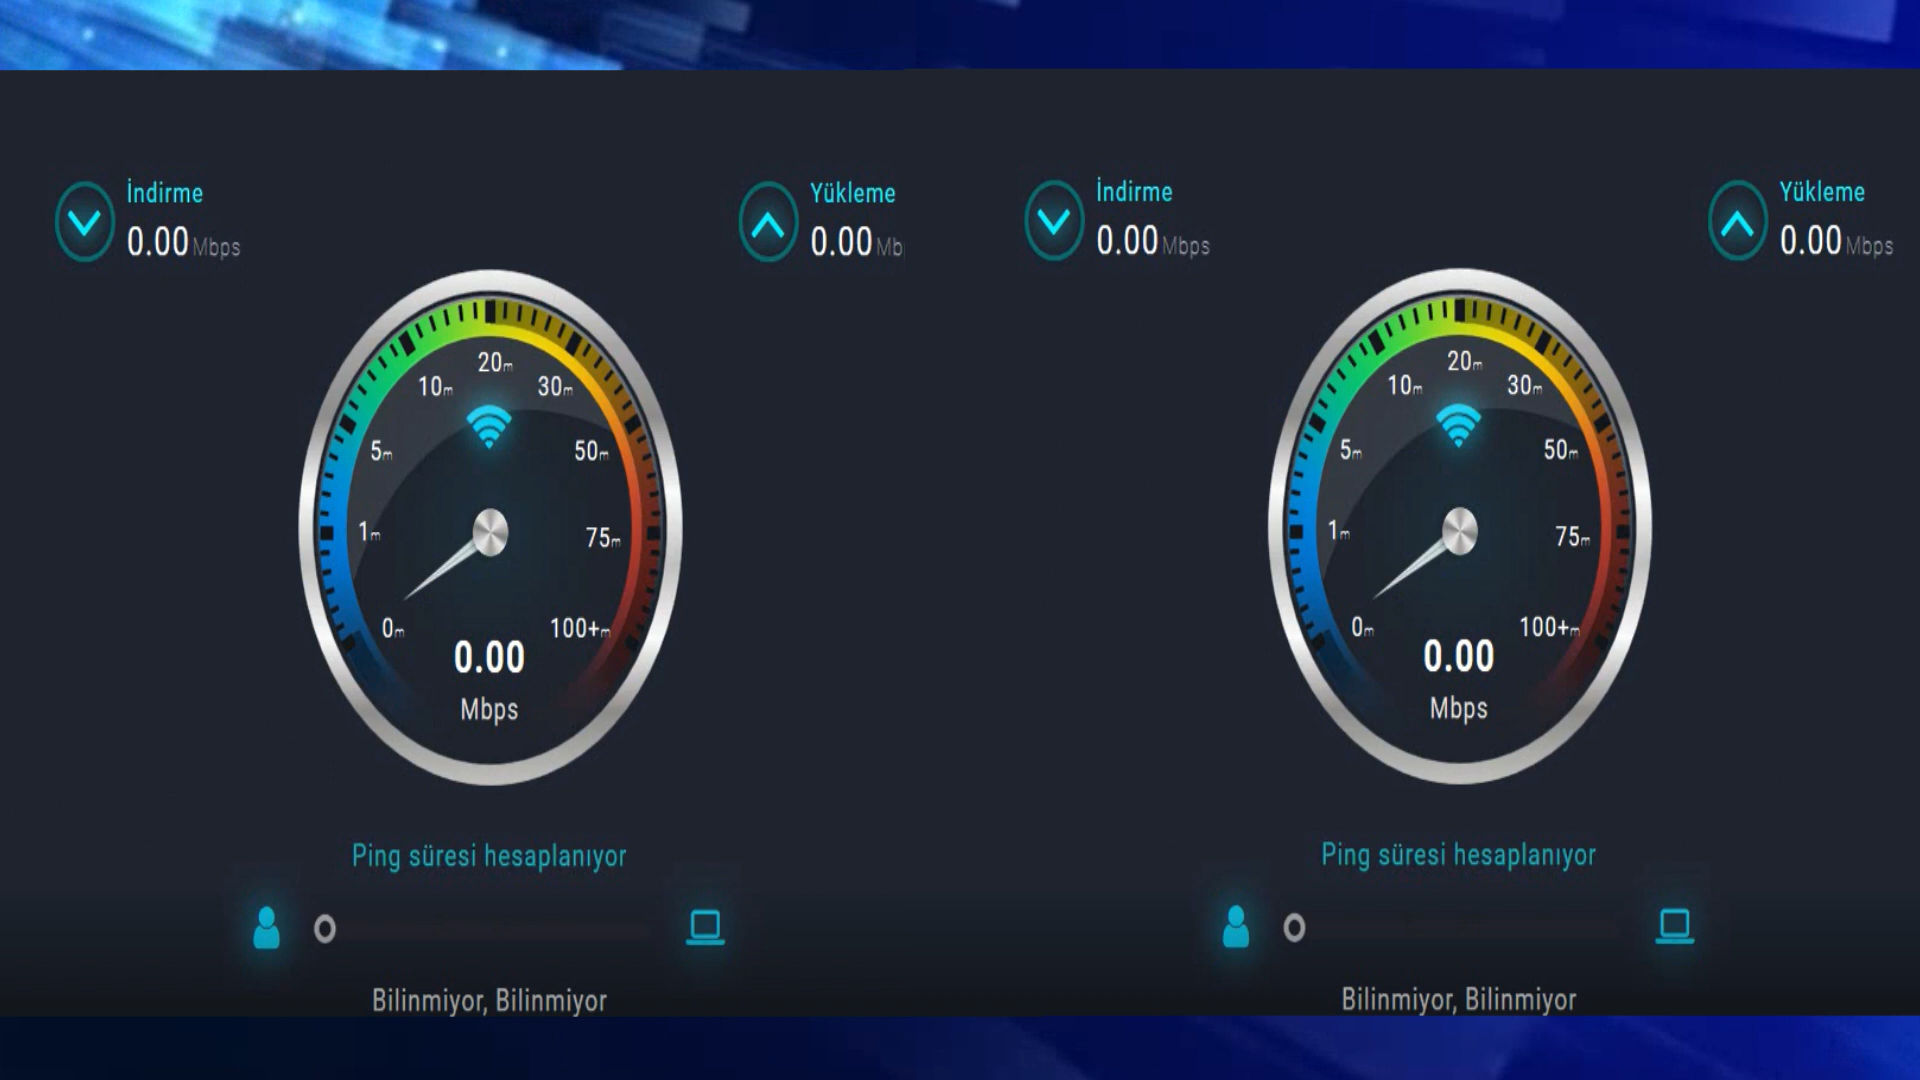 İndirme
0.00 Mbps
Yükleme
0.00 Mb
20m
10m
30m
5m
50m
1m
75m
0m
100+m
0.00
Mbps
Ping süresi hesaplanıyor
Bilinmiyor, Bilinmiyor
İndirme
0.00 Mbps
Yükleme
0.00 Mbps
20m
10m
30m
5m
50m
1m
75m
0m
100+m
0.00
Mbps
Ping süresi hesaplanıyor
Bilinmiyor, Bilinmiyor